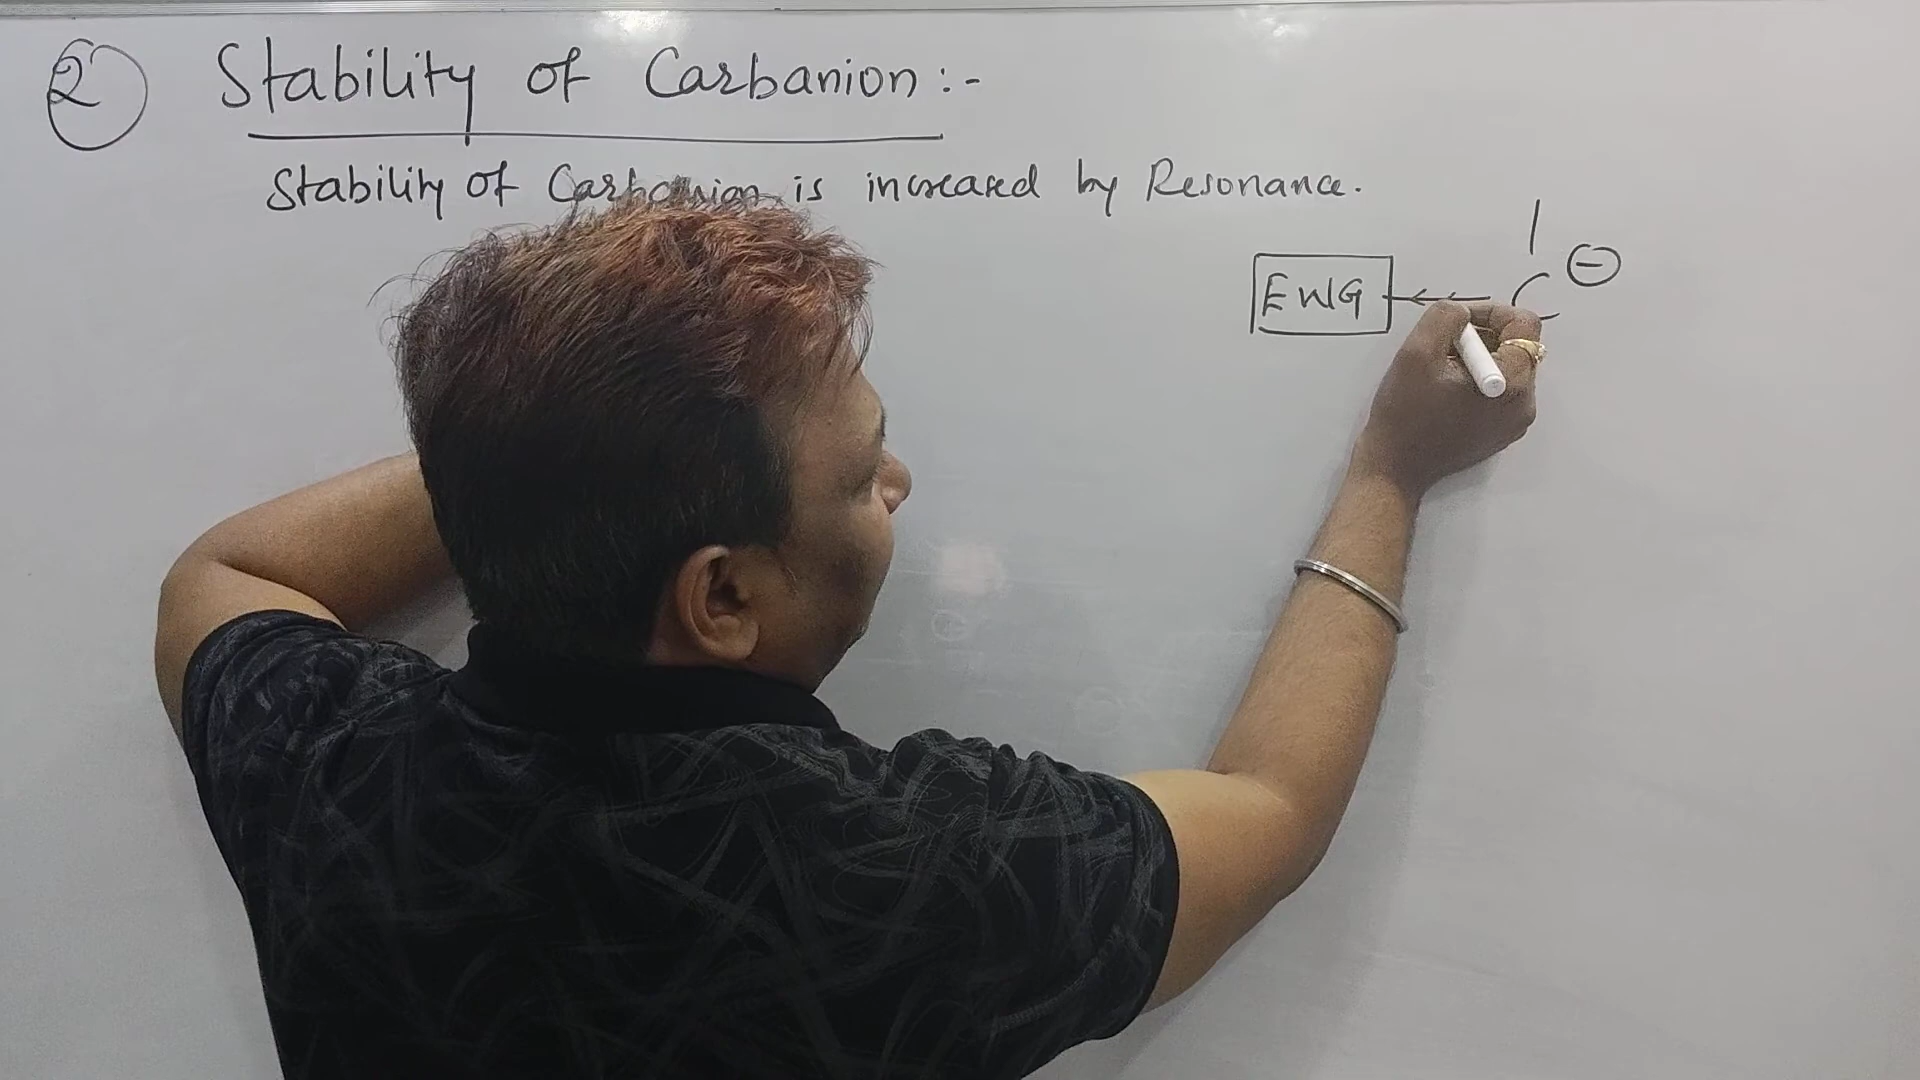 2 Stability of Carbanion :-
Stability of Carbanion is increased by Resonance.
EWG C ⊖